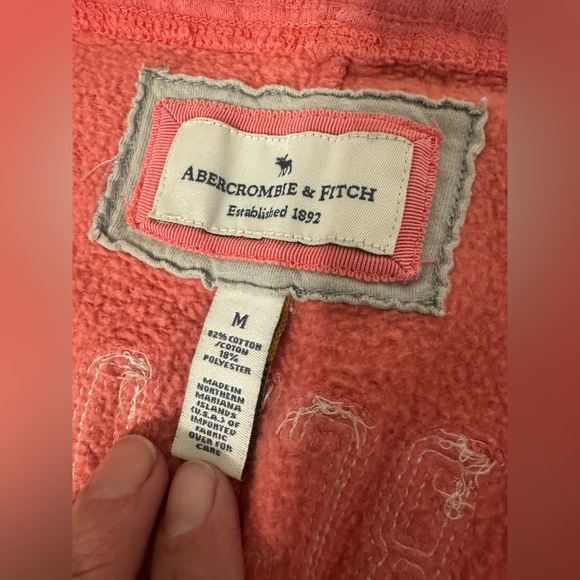 ABERCROMBIE & FITCH
Established 1892
M
82% COTTON
/COTON
18%
POLYESTER
MADE IN
NORTHERN
MARIANA
ISLANDS
(U.S.A.) OF
IMPORTED
FABRIC
OVER FOR
CARE